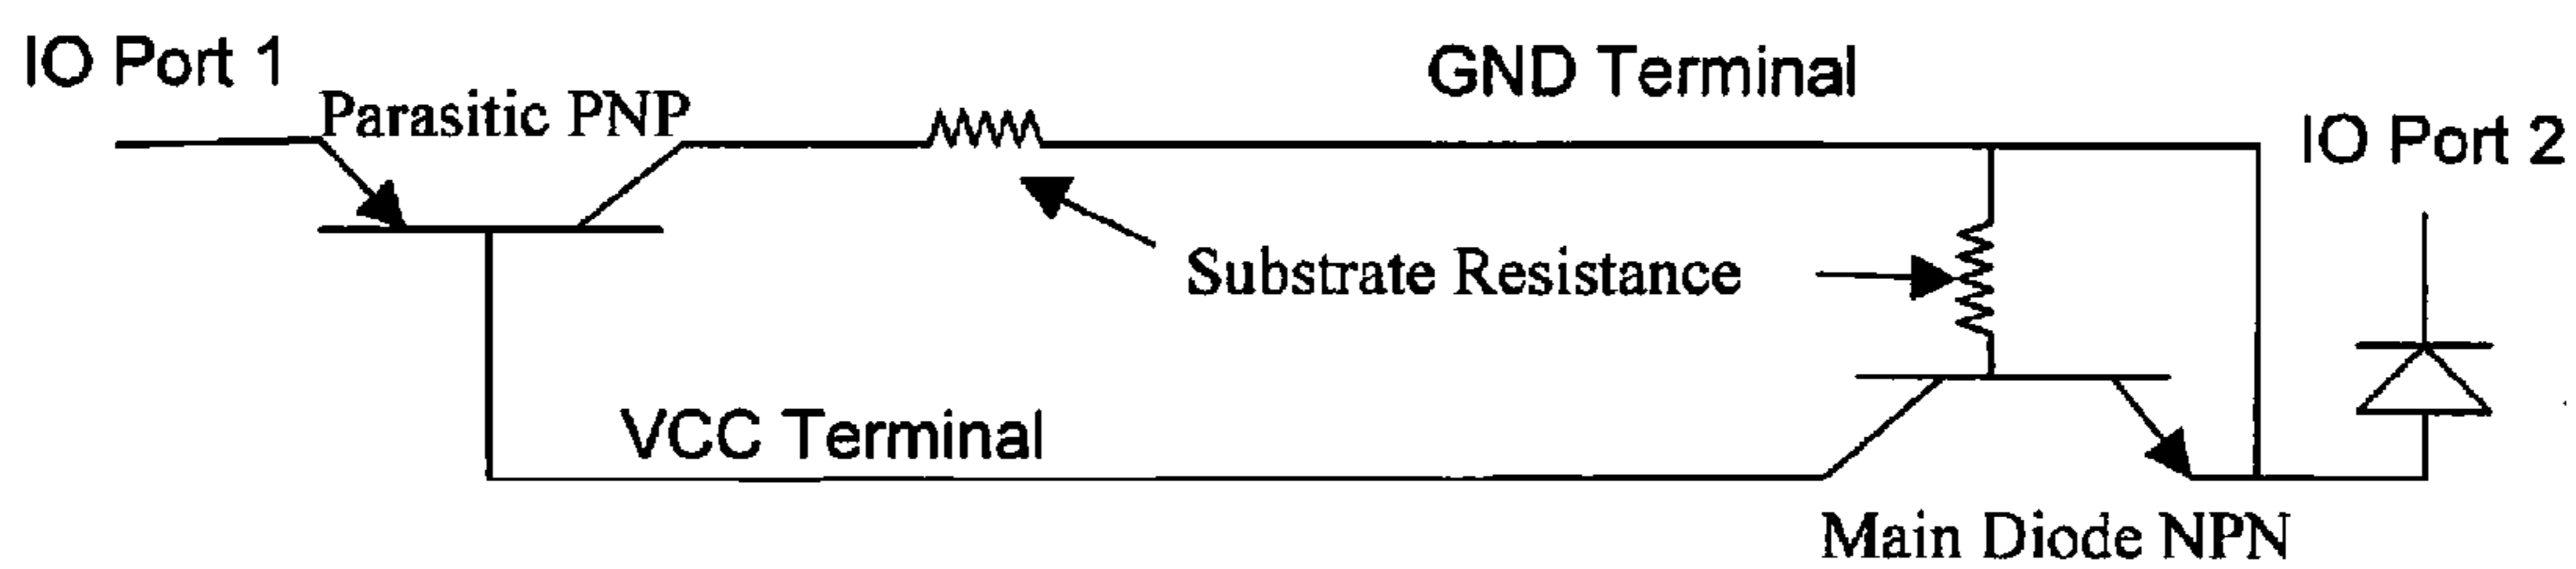 IO Port 1
Parasitic PNP
GND Terminal
IO Port 2
Substrate Resistance
VCC Terminal
Main Diode NPN